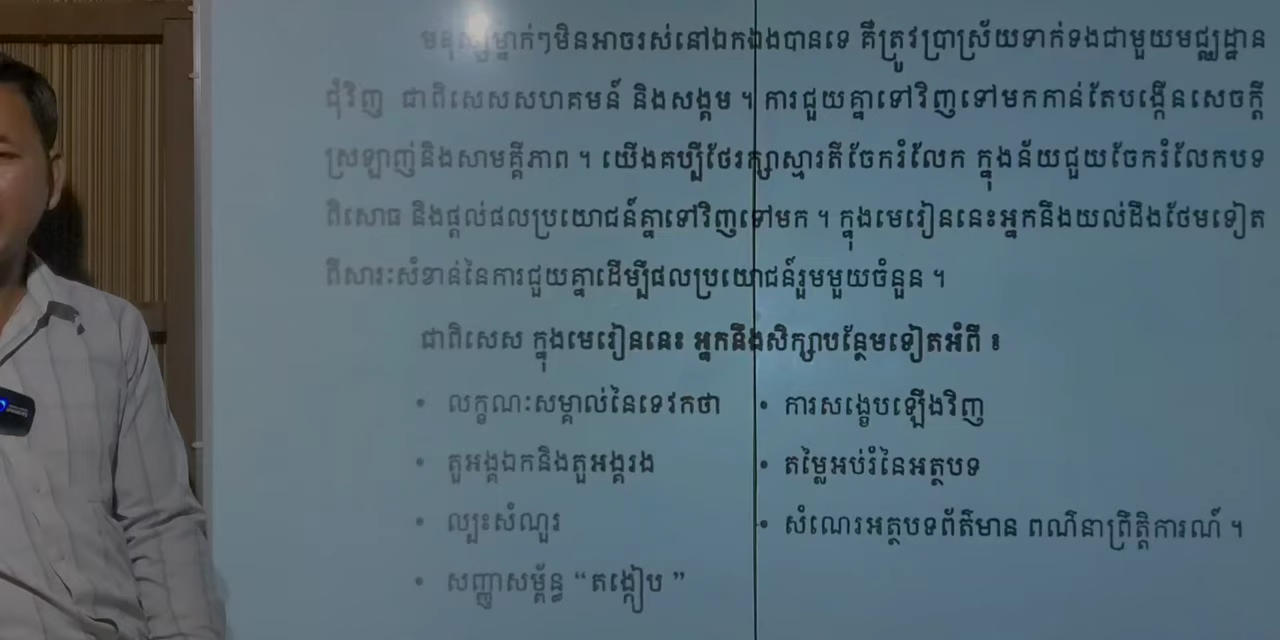 មនុស្សម្នាក់ៗមិនអាចរស់នៅឯកឯងបានទេ គឺត្រូវប្រាស្រ័យទាក់ទងជាមួយមជ្ឈដ្ឋាន
ជុំវិញ ជាពិសេសសហគមន៍ និងសង្គម ។ ការជួយគ្នាទៅវិញទៅមកកាន់តែបង្កើនសេចក្ដី
ស្រឡាញ់និងសាមគ្គីភាព ។ យើងគប្បីថែរក្សាស្មារតីចែករំលែក ក្នុងន័យជួយចែករំលែកបទ
ពិសោធ និងផ្ដល់ផលប្រយោជន៍គ្នាទៅវិញទៅមក ។ ក្នុងមេរៀននេះអ្នកនឹងយល់ដឹងថែមទៀត
ពីសារៈសំខាន់នៃការជួយគ្នាដើម្បីផលប្រយោជន៍រួមមួយចំនួន ។
ជាពិសេស ក្នុងមេរៀននេះ អ្នកនឹងសិក្សាបន្ថែមទៀតអំពី ៖
• លក្ខណៈសម្គាល់នៃទេវកថា
• តួអង្គឯកនិងតួអង្គរង
• ល្បះសំណួរ
• សញ្ញាសម្ព័ន្ធ “តង្កៀប ”
• ការសង្ខេបឡើងវិញ
• តម្លៃអប់រំនៃអត្ថបទ
• សំណេរអត្ថបទព័ត៌មាន ពណ៌នាព្រឹត្តិការណ៍ ។